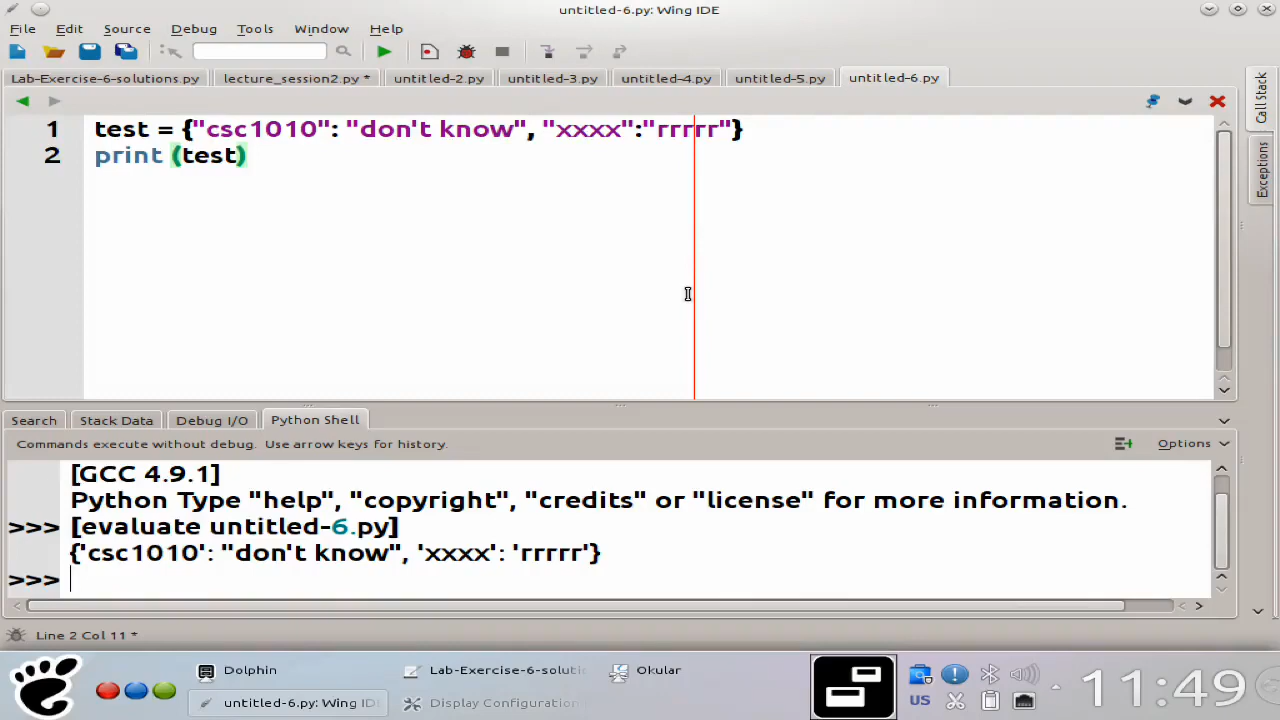 untitled-6.py: Wing IDE
File Edit Source Debug Tools Window Help
Lab-Exercise-6-solutions.py lecture_session2.py * untitled-2.py untitled-3.py untitled-4.py untitled-5.py untitled-6.py
Call Stack
Exceptions
1 test = {"csc1010": "don't know", "xxxx":"rrrrr"}
2 print (test)
Search Stack Data Debug I/O Python Shell
Commands execute without debug. Use arrow keys for history. Options
[GCC 4.9.1]
Python Type "help", "copyright", "credits" or "license" for more information.
>>> [evaluate untitled-6.py]
{'csc1010': "don't know", 'xxxx': 'rrrrr'}
>>>
Line 2 Col 11 *
Dolphin Lab-Exercise-6-solutio Okular
untitled-6.py: Wing ID Display Configuration
US
11:49